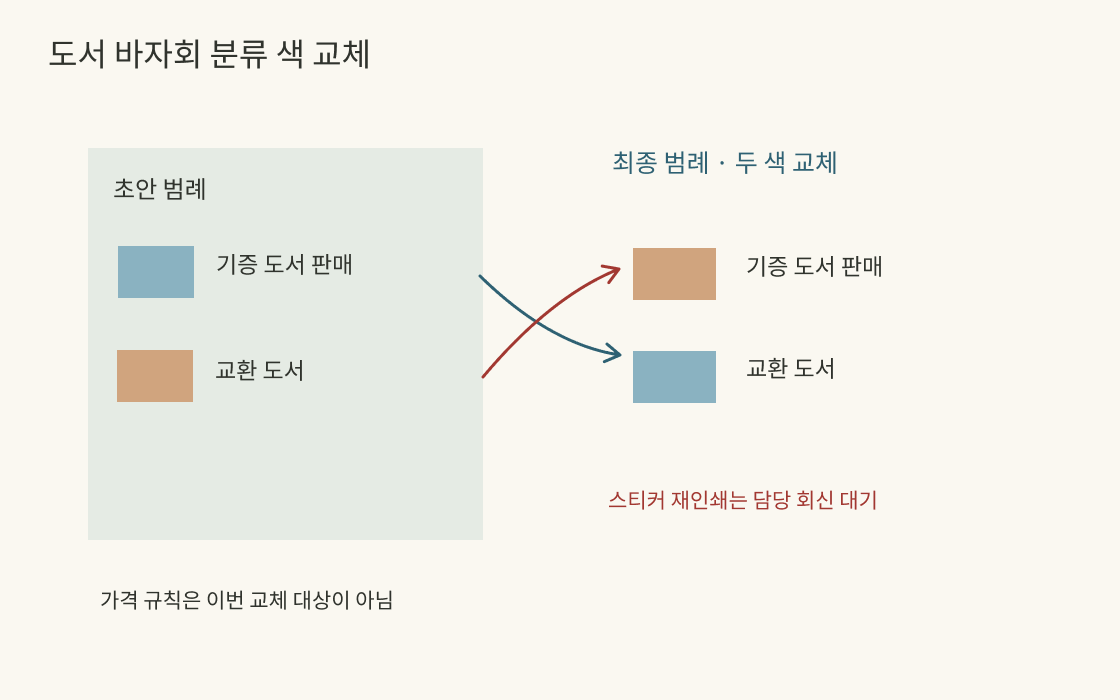 도서 바자회 분류 색 교체
초안 범례
기증 도서 판매
교환 도서
최종 범례 · 두 색 교체
기증 도서 판매
교환 도서
스티커 재인쇄는 담당 회신 대기
가격 규칙은 이번 교체 대상이 아님